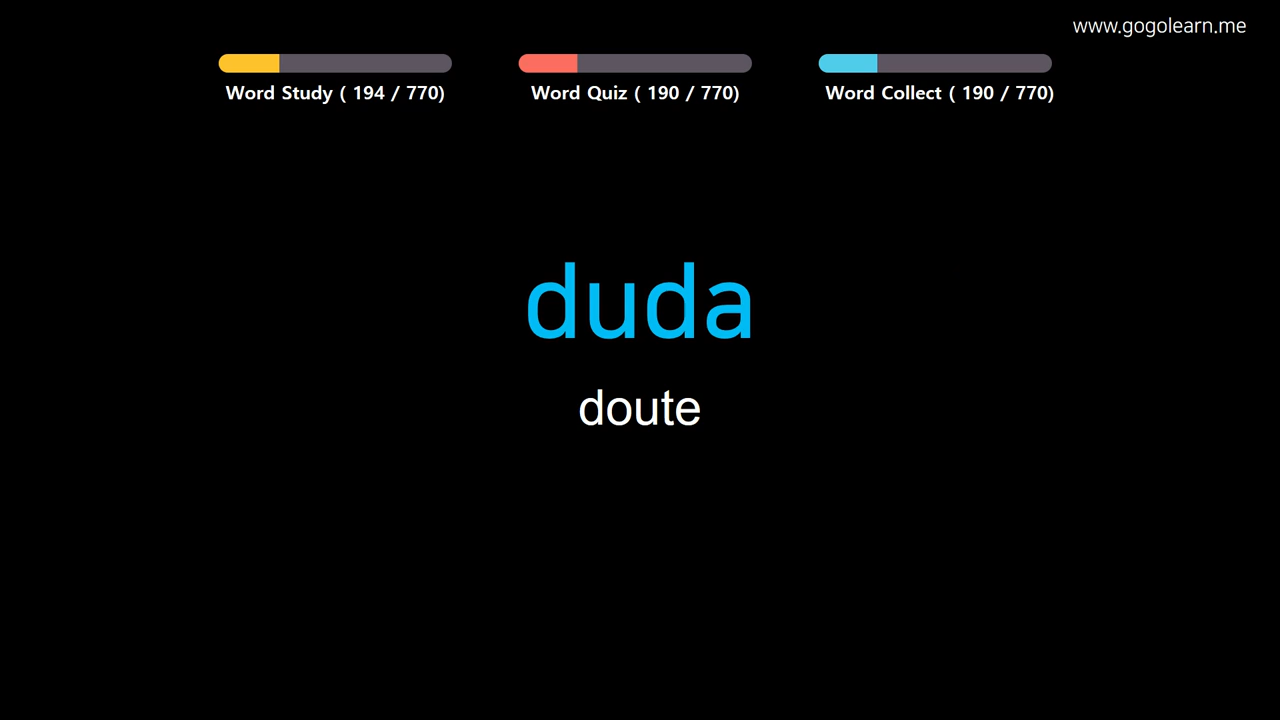 www.gogolearn.me
Word Study ( 194 / 770)
Word Quiz ( 190 / 770)
Word Collect ( 190 / 770)
duda
doute